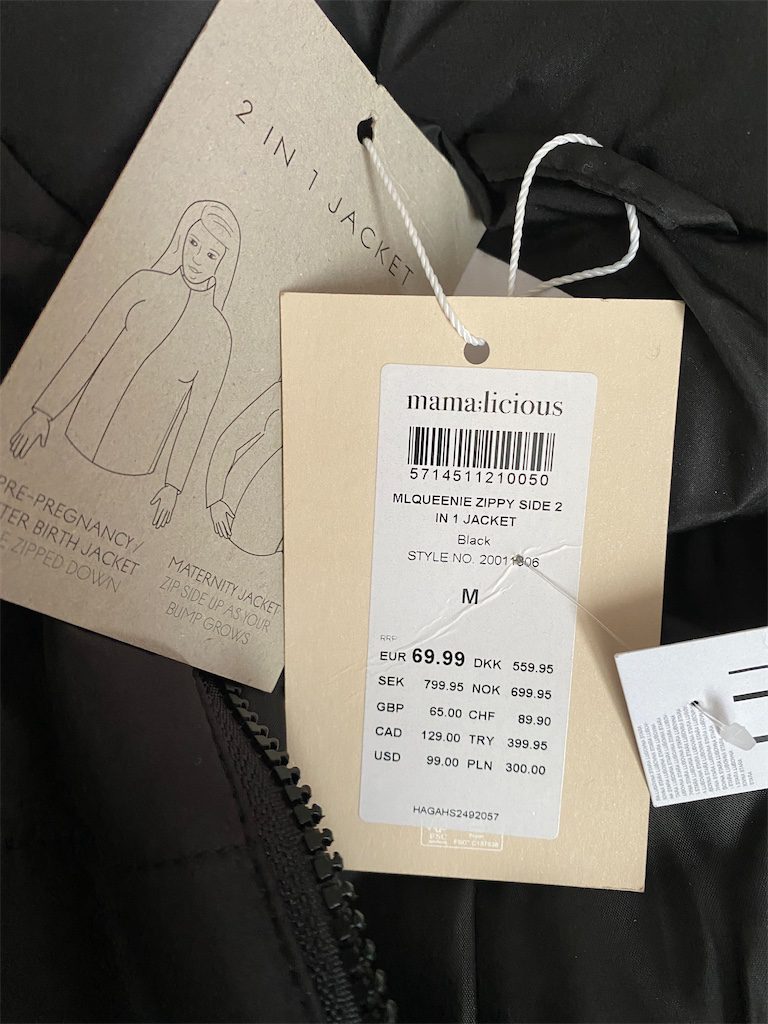 2 IN 1 JACKET
PRE-PREGNANCY/
TER BIRTH JACKET
E ZIPPED DOWN
MATERNITY JACKET
ZIP SIDE UP AS YOUR
BUMP GROWS
mama;licious
5714511210050
MLQUEENIE ZIPPY SIDE 2
IN 1 JACKET
Black
STYLE NO.
M
RRP
EUR 69.99 DKK 559.95
SEK 799.95 NOK 699.95
GBP 65.00 CHF 89.90
CAD 129.00 TRY 399.95
USD 99.00 PLN 300.00
HAGAHS2492057
FSC